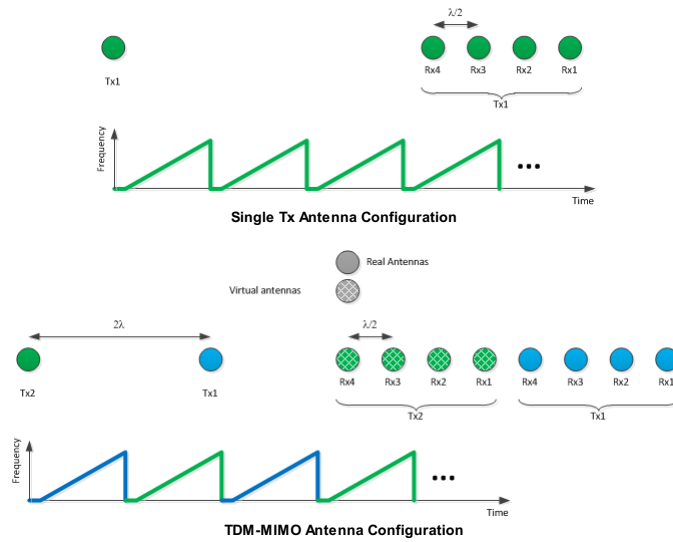 λ/2
Tx1
Rx4 Rx3 Rx2 Rx1
Tx1
Frequency
...
Time
Single Tx Antenna Configuration
Real Antennas
Virtual antennas
2λ
λ/2
Tx2 Tx1
Rx4 Rx3 Rx2 Rx1 Rx4 Rx3 Rx2 Rx1
Tx2 Tx1
Frequency
...
Time
TDM-MIMO Antenna Configuration